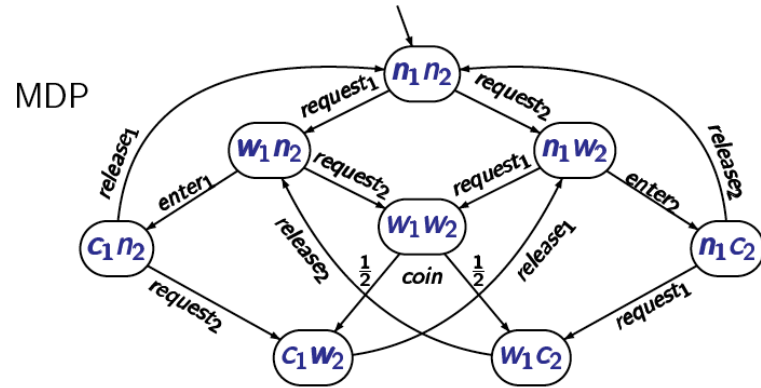 n₁n₂
MDP
request₁ request₂
w₁n₂ n₁w₂
release₁ release₂
request₂ request₁
enter₁ enter₂
w₁w₂
c₁n₂ n₁c₂
release₂ 1/2 coin 1/2 release₁
request₂ request₁
c₁w₂ w₁c₂